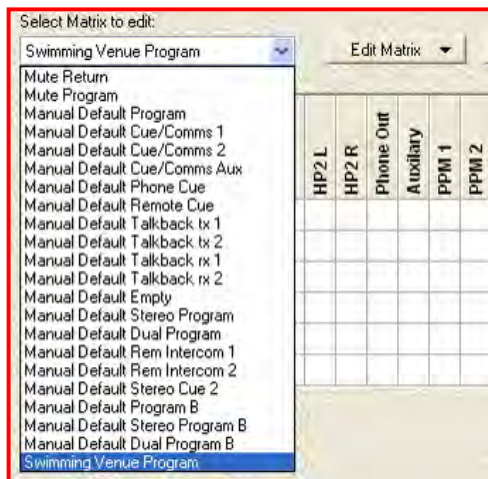 Select Matrix to edit:
Swimming Venue Program
Edit Matrix
Mute Return
Mute Program
Manual Default Program
Manual Default Cue/Comms 1
Manual Default Cue/Comms 2
Manual Default Cue/Comms Aux
Manual Default Phone Cue
Manual Default Remote Cue
Manual Default Talkback tx 1
Manual Default Talkback tx 2
Manual Default Talkback rx 1
Manual Default Talkback rx 2
Manual Default Empty
Manual Default Stereo Program
Manual Default Dual Program
Manual Default Rem Intercom 1
Manual Default Rem Intercom 2
Manual Default Stereo Cue 2
Manual Default Program B
Manual Default Stereo Program B
Manual Default Dual Program B
Swimming Venue Program
HP2 L
HP2 R
Phone Out
Auxilary
PPM 1
PPM 2